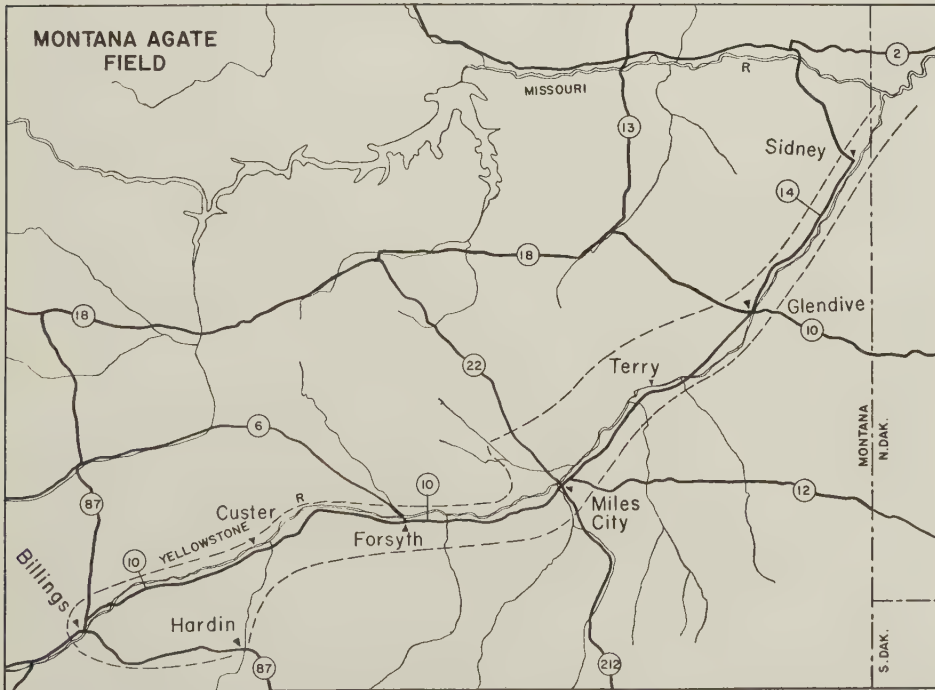 MONTANA AGATE
FIELD
2
MISSOURI
R
13
Sidney
14
18
18
Glendive
10
Terry
22
MONTANA
N.DAK.
6
87
10
12
Custer
R
Miles
City
YELLOWSTONE
Forsyth
10
Billings
Hardin
87
212
S.DAK.